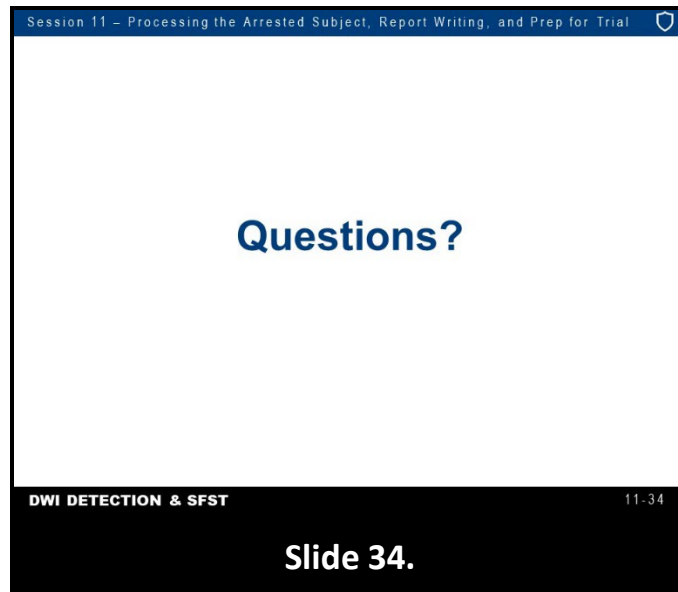 Session 11 – Processing the Arrested Subject, Report Writing, and Prep for Trial
Questions?
DWI DETECTION & SFST 11-34
Slide 34.